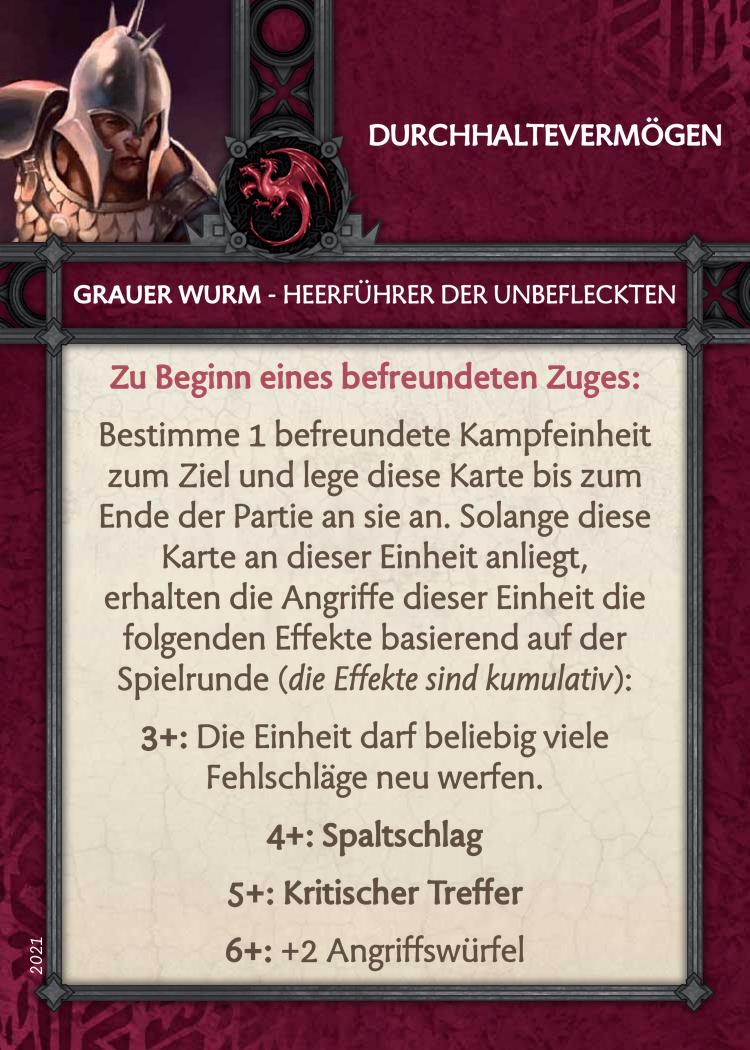 DURCHHALTEVERMÖGEN
GRAUER WURM - HEERFÜHRER DER UNBEFLECKTEN
Zu Beginn eines befreundeten Zuges:
Bestimme 1 befreundete Kampfeinheit
zum Ziel und lege diese Karte bis zum
Ende der Partie an sie an. Solange diese
Karte an dieser Einheit anliegt,
erhalten die Angriffe dieser Einheit die
folgenden Effekte basierend auf der
Spielrunde (die Effekte sind kumulativ):
3+: Die Einheit darf beliebig viele
Fehlschläge neu werfen.
4+: Spaltschlag
5+: Kritischer Treffer
6+: +2 Angriffswürfel
2021